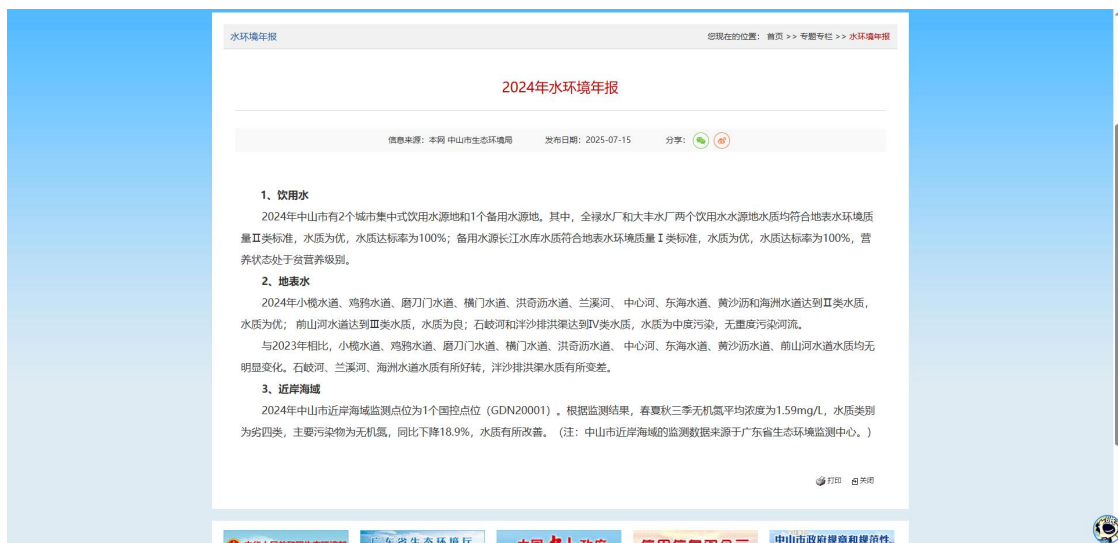 水环境年报
您现在的位置： 首页 >> 专题专栏 >> 水环境年报
2024年水环境年报
信息来源：本网 中山市生态环境局 发布日期：2025-07-15 分享：
1、饮用水
2024年中山市有2个城市集中式饮用水源地和1个备用水源地。其中，全禄水厂和大丰水厂两个饮用水水源地水质均符合地表水环境质
量Ⅱ类标准，水质为优，水质达标率为100%；备用水源长江水库水质符合地表水环境质量Ⅰ类标准，水质为优，水质达标率为100%，营
养状态处于贫营养级别。
2、地表水
2024年小榄水道、鸡鸦水道、磨刀门水道、横门水道、洪奇沥水道、兰溪河、 中心河、东海水道、黄沙沥和海洲水道达到Ⅱ类水质，
水质为优； 前山河水道达到Ⅲ类水质，水质为良；石岐河和泮沙排洪渠达到Ⅳ类水质，水质为中度污染，无重度污染河流。
与2023年相比，小榄水道、鸡鸦水道、磨刀门水道、横门水道、洪奇沥水道、 中心河、东海水道、黄沙沥水道、前山河水道水质均无
明显变化。石岐河、兰溪河、海洲水道水质有所好转，泮沙排洪渠水质有所变差。
3、近岸海域
2024年中山市近岸海域监测点位为1个国控点位（GDN20001）。根据监测结果，春夏秋三季无机氮平均浓度为1.59mg/L，水质类别
为劣四类，主要污染物为无机氮，同比下降18.9%，水质有所改善。（注：中山市近岸海域的监测数据来源于广东省生态环境监测中心。）
打印 关闭
广东省生态环境厅
中山市政府规章和规范性